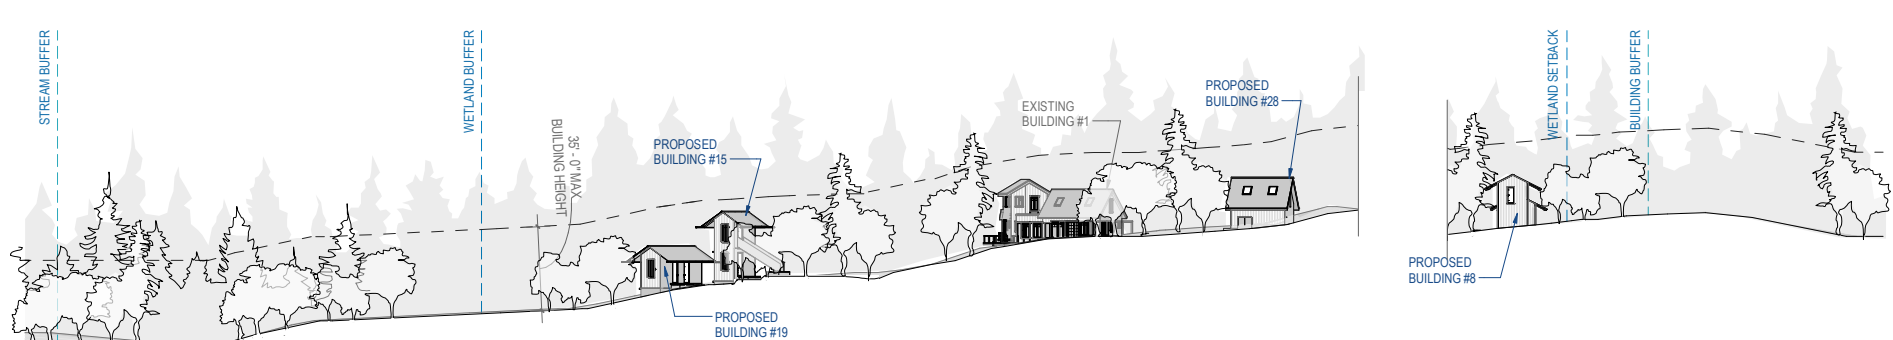 STREAM BUFFER
WETLAND BUFFER
35' - 0" MAX.
BUILDING HEIGHT
PROPOSED
BUILDING #15
PROPOSED
BUILDING #19
EXISTING
BUILDING #1
PROPOSED
BUILDING #28
PROPOSED
BUILDING #8
WETLAND SETBACK
BUILDING BUFFER